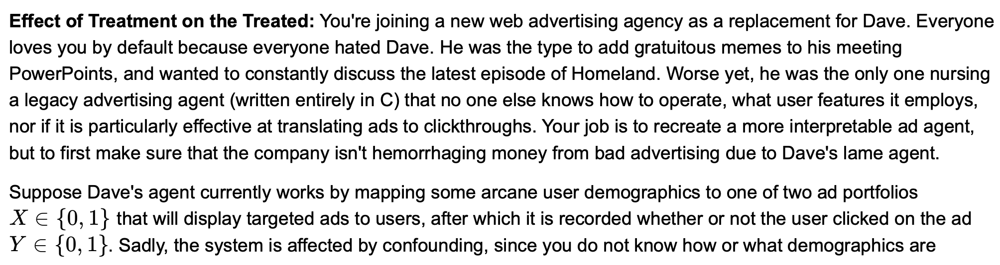 Effect of Treatment on the Treated: You're joining a new web advertising agency as a replacement for Dave. Everyone
loves you by default because everyone hated Dave. He was the type to add gratuitous memes to his meeting
PowerPoints, and wanted to constantly discuss the latest episode of Homeland. Worse yet, he was the only one nursing
a legacy advertising agent (written entirely in C) that no one else knows how to operate, what user features it employs,
nor if it is particularly effective at translating ads to clickthroughs. Your job is to recreate a more interpretable ad agent,
but to first make sure that the company isn't hemorrhaging money from bad advertising due to Dave's lame agent.
Suppose Dave's agent currently works by mapping some arcane user demographics to one of two ad portfolios
X ∈ {0, 1} that will display targeted ads to users, after which it is recorded whether or not the user clicked on the ad
Y ∈ {0, 1}. Sadly, the system is affected by confounding, since you do not know how or what demographics are